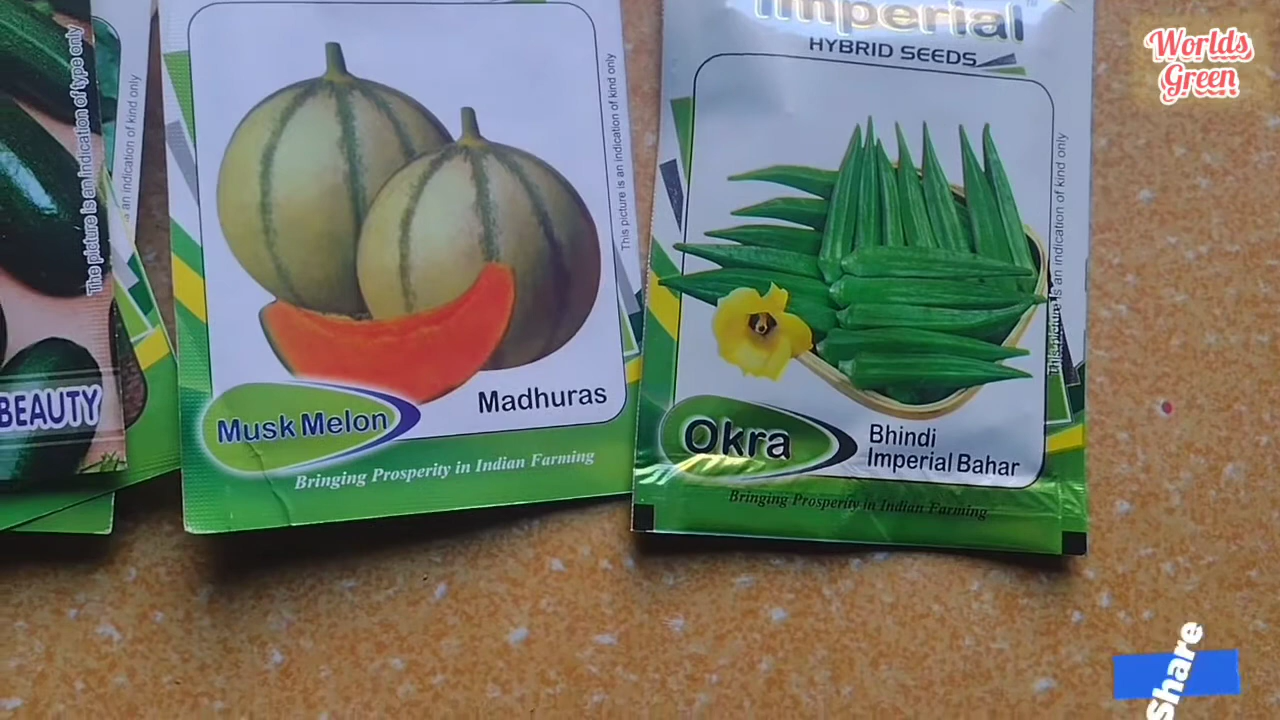 The picture is an indication of type only
is an indication of kind only
BEAUTY
This picture is an indication of kind only
Musk Melon
Madhuras
Bringing Prosperity in Indian Farming
Imperial
HYBRID SEEDS
This picture is an indication of kind only
Okra
Bhindi
Imperial Bahar
Bringing Prosperity in Indian Farming
Worlds
Green
Share